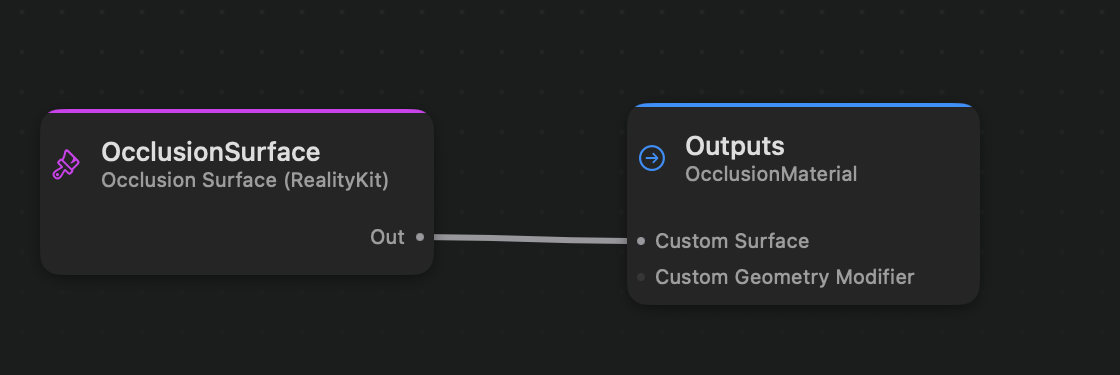 OcclusionSurface
Occlusion Surface (RealityKit)
Out
Outputs
OcclusionMaterial
Custom Surface
Custom Geometry Modifier